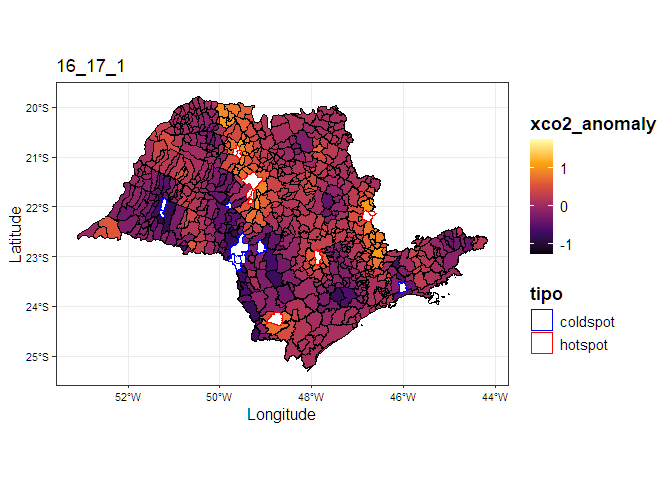 16_17_1
20°S
21°S
22°S
23°S
24°S
25°S
Latitude
52°W
50°W
48°W
46°W
44°W
Longitude
xco2_anomaly
1
0
-1
tipo
coldspot
hotspot